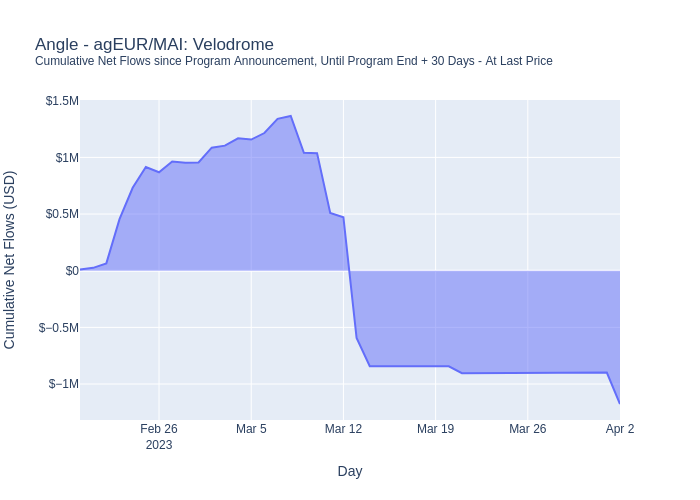 Angle - agEUR/MAI: Velodrome
Cumulative Net Flows since Program Announcement, Until Program End + 30 Days - At Last Price
Cumulative Net Flows (USD)
$1.5M
$1M
$0.5M
$0
$−0.5M
$−1M
Feb 26
2023
Mar 5
Mar 12
Mar 19
Mar 26
Apr 2
Day